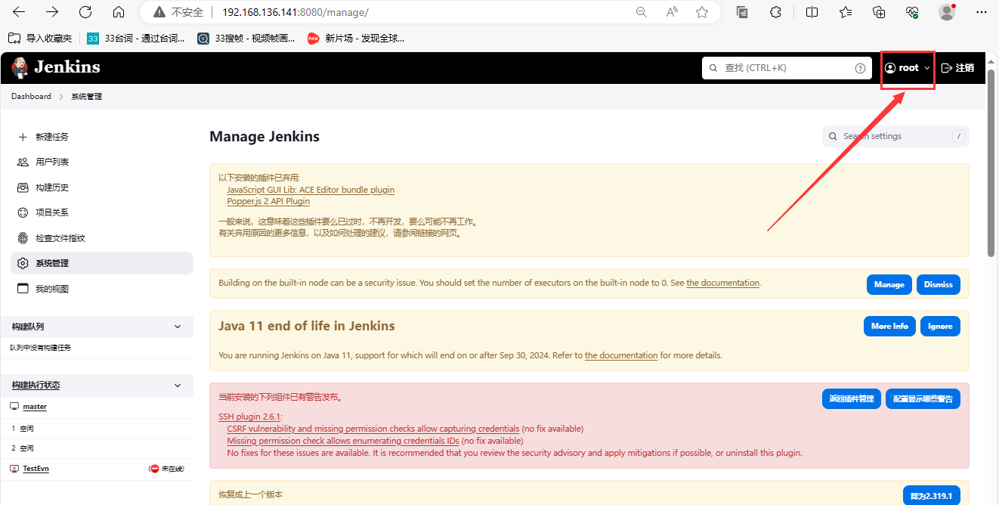 不安全 192.168.136.141:8080/manage/
导入收藏夹 33 33台词 - 通过台词... 33搜帧 - 视频帧画... new 新片场 - 发现全球...
Jenkins 查找 (CTRL+K) root 注销
Dashboard 系统管理
新建任务
用户列表
构建历史
项目关系
检查文件指纹
系统管理
我的视图
构建队列
队列中没有构建任务
构建执行状态
master
1 空闲
2 空闲
TestEvn (未在线)
Manage Jenkins Search settings /
以下安装的插件已弃用:
JavaScript GUI Lib: ACE Editor bundle plugin
Popper.js 2 API Plugin
一般来说，这意味着这些插件要么已过时，不再开发，要么可能不再工作。
有关弃用原因的更多信息，以及如何处理的建议，请参阅链接的网页。
Building on the built-in node can be a security issue. You should set the number of executors on the built-in node to 0. See the documentation. Manage Dismiss
Java 11 end of life in Jenkins More Info Ignore
You are running Jenkins on Java 11, support for which will end on or after Sep 30, 2024. Refer to the documentation for more details.
当前安装的下列组件已有警告发布。 返回插件管理 配置显示哪些警告
SSH plugin 2.6.1:
CSRF vulnerability and missing permission checks allow capturing credentials (no fix available)
Missing permission check allows enumerating credentials IDs (no fix available)
No fixes for these issues are available. It is recommended that you review the security advisory and apply mitigations if possible, or uninstall this plugin.
恢复成上一个版本 降为2.319.1